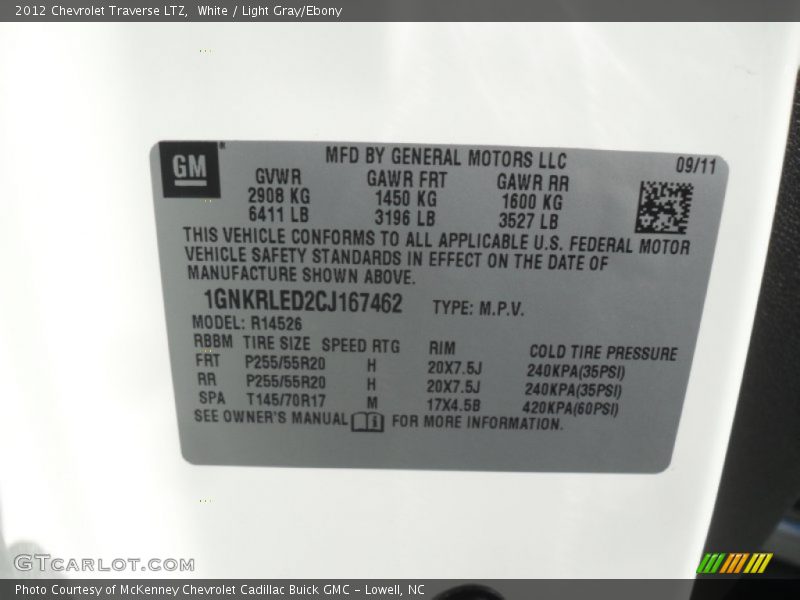 2012 Chevrolet Traverse LTZ,  White / Light Gray/Ebony
GM
MFD BY GENERAL MOTORS LLC 09/11
GVWR GAWR FRT GAWR RR
2908 KG 1450 KG 1600 KG
6411 LB 3196 LB 3527 LB
THIS VEHICLE CONFORMS TO ALL APPLICABLE U.S. FEDERAL MOTOR
VEHICLE SAFETY STANDARDS IN EFFECT ON THE DATE OF
MANUFACTURE SHOWN ABOVE.
1GNKRLED2CJ167462 TYPE: M.P.V.
MODEL: R14526
RBBM TIRE SIZE SPEED RTG RIM COLD TIRE PRESSURE
FRT P255/55R20 H 20X7.5J 240KPA(35PSI)
RR P255/55R20 H 20X7.5J 240KPA(35PSI)
SPA T145/70R17 M 17X4.5B 420KPA(60PSI)
SEE OWNER'S MANUAL FOR MORE INFORMATION.
GTCARLOT.COM
Photo Courtesy of McKenney Chevrolet Cadillac Buick GMC - Lowell, NC